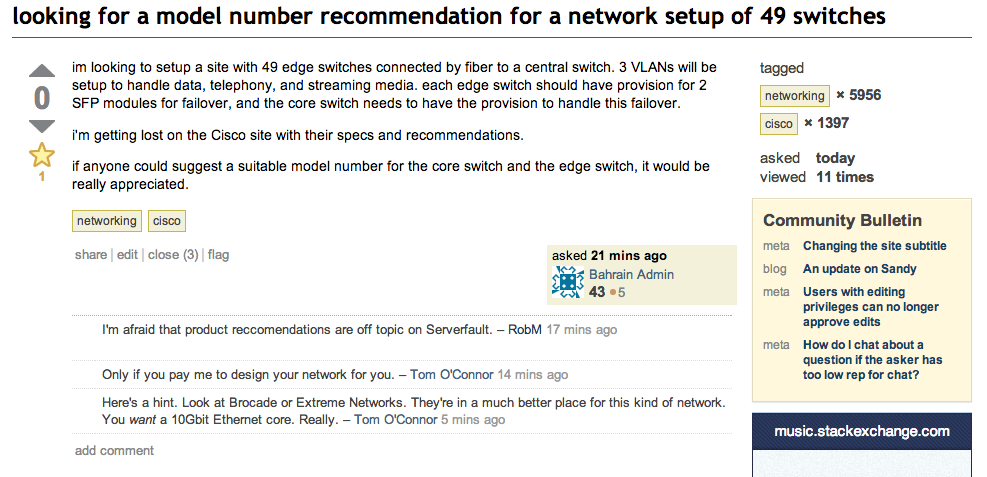 looking for a model number recommendation for a network setup of 49 switches
0
1
im looking to setup a site with 49 edge switches connected by fiber to a central switch. 3 VLANs will be
setup to handle data, telephony, and streaming media. each edge switch should have provision for 2
SFP modules for failover, and the core switch needs to have the provision to handle this failover.
i'm getting lost on the Cisco site with their specs and recommendations.
if anyone could suggest a suitable model number for the core switch and the edge switch, it would be
really appreciated.
networking cisco
share | edit | close (3) | flag
asked 21 mins ago
Bahrain Admin
43 ●5
I'm afraid that product reccomendations are off topic on Serverfault. – RobM 17 mins ago
Only if you pay me to design your network for you. – Tom O'Connor 14 mins ago
Here's a hint. Look at Brocade or Extreme Networks. They're in a much better place for this kind of network.
You want a 10Gbit Ethernet core. Really. – Tom O'Connor 5 mins ago
add comment
tagged
networking × 5956
cisco × 1397
asked today
viewed 11 times
Community Bulletin
meta Changing the site subtitle
blog An update on Sandy
meta Users with editing
privileges can no longer
approve edits
meta How do I chat about a
question if the asker has
too low rep for chat?
music.stackexchange.com